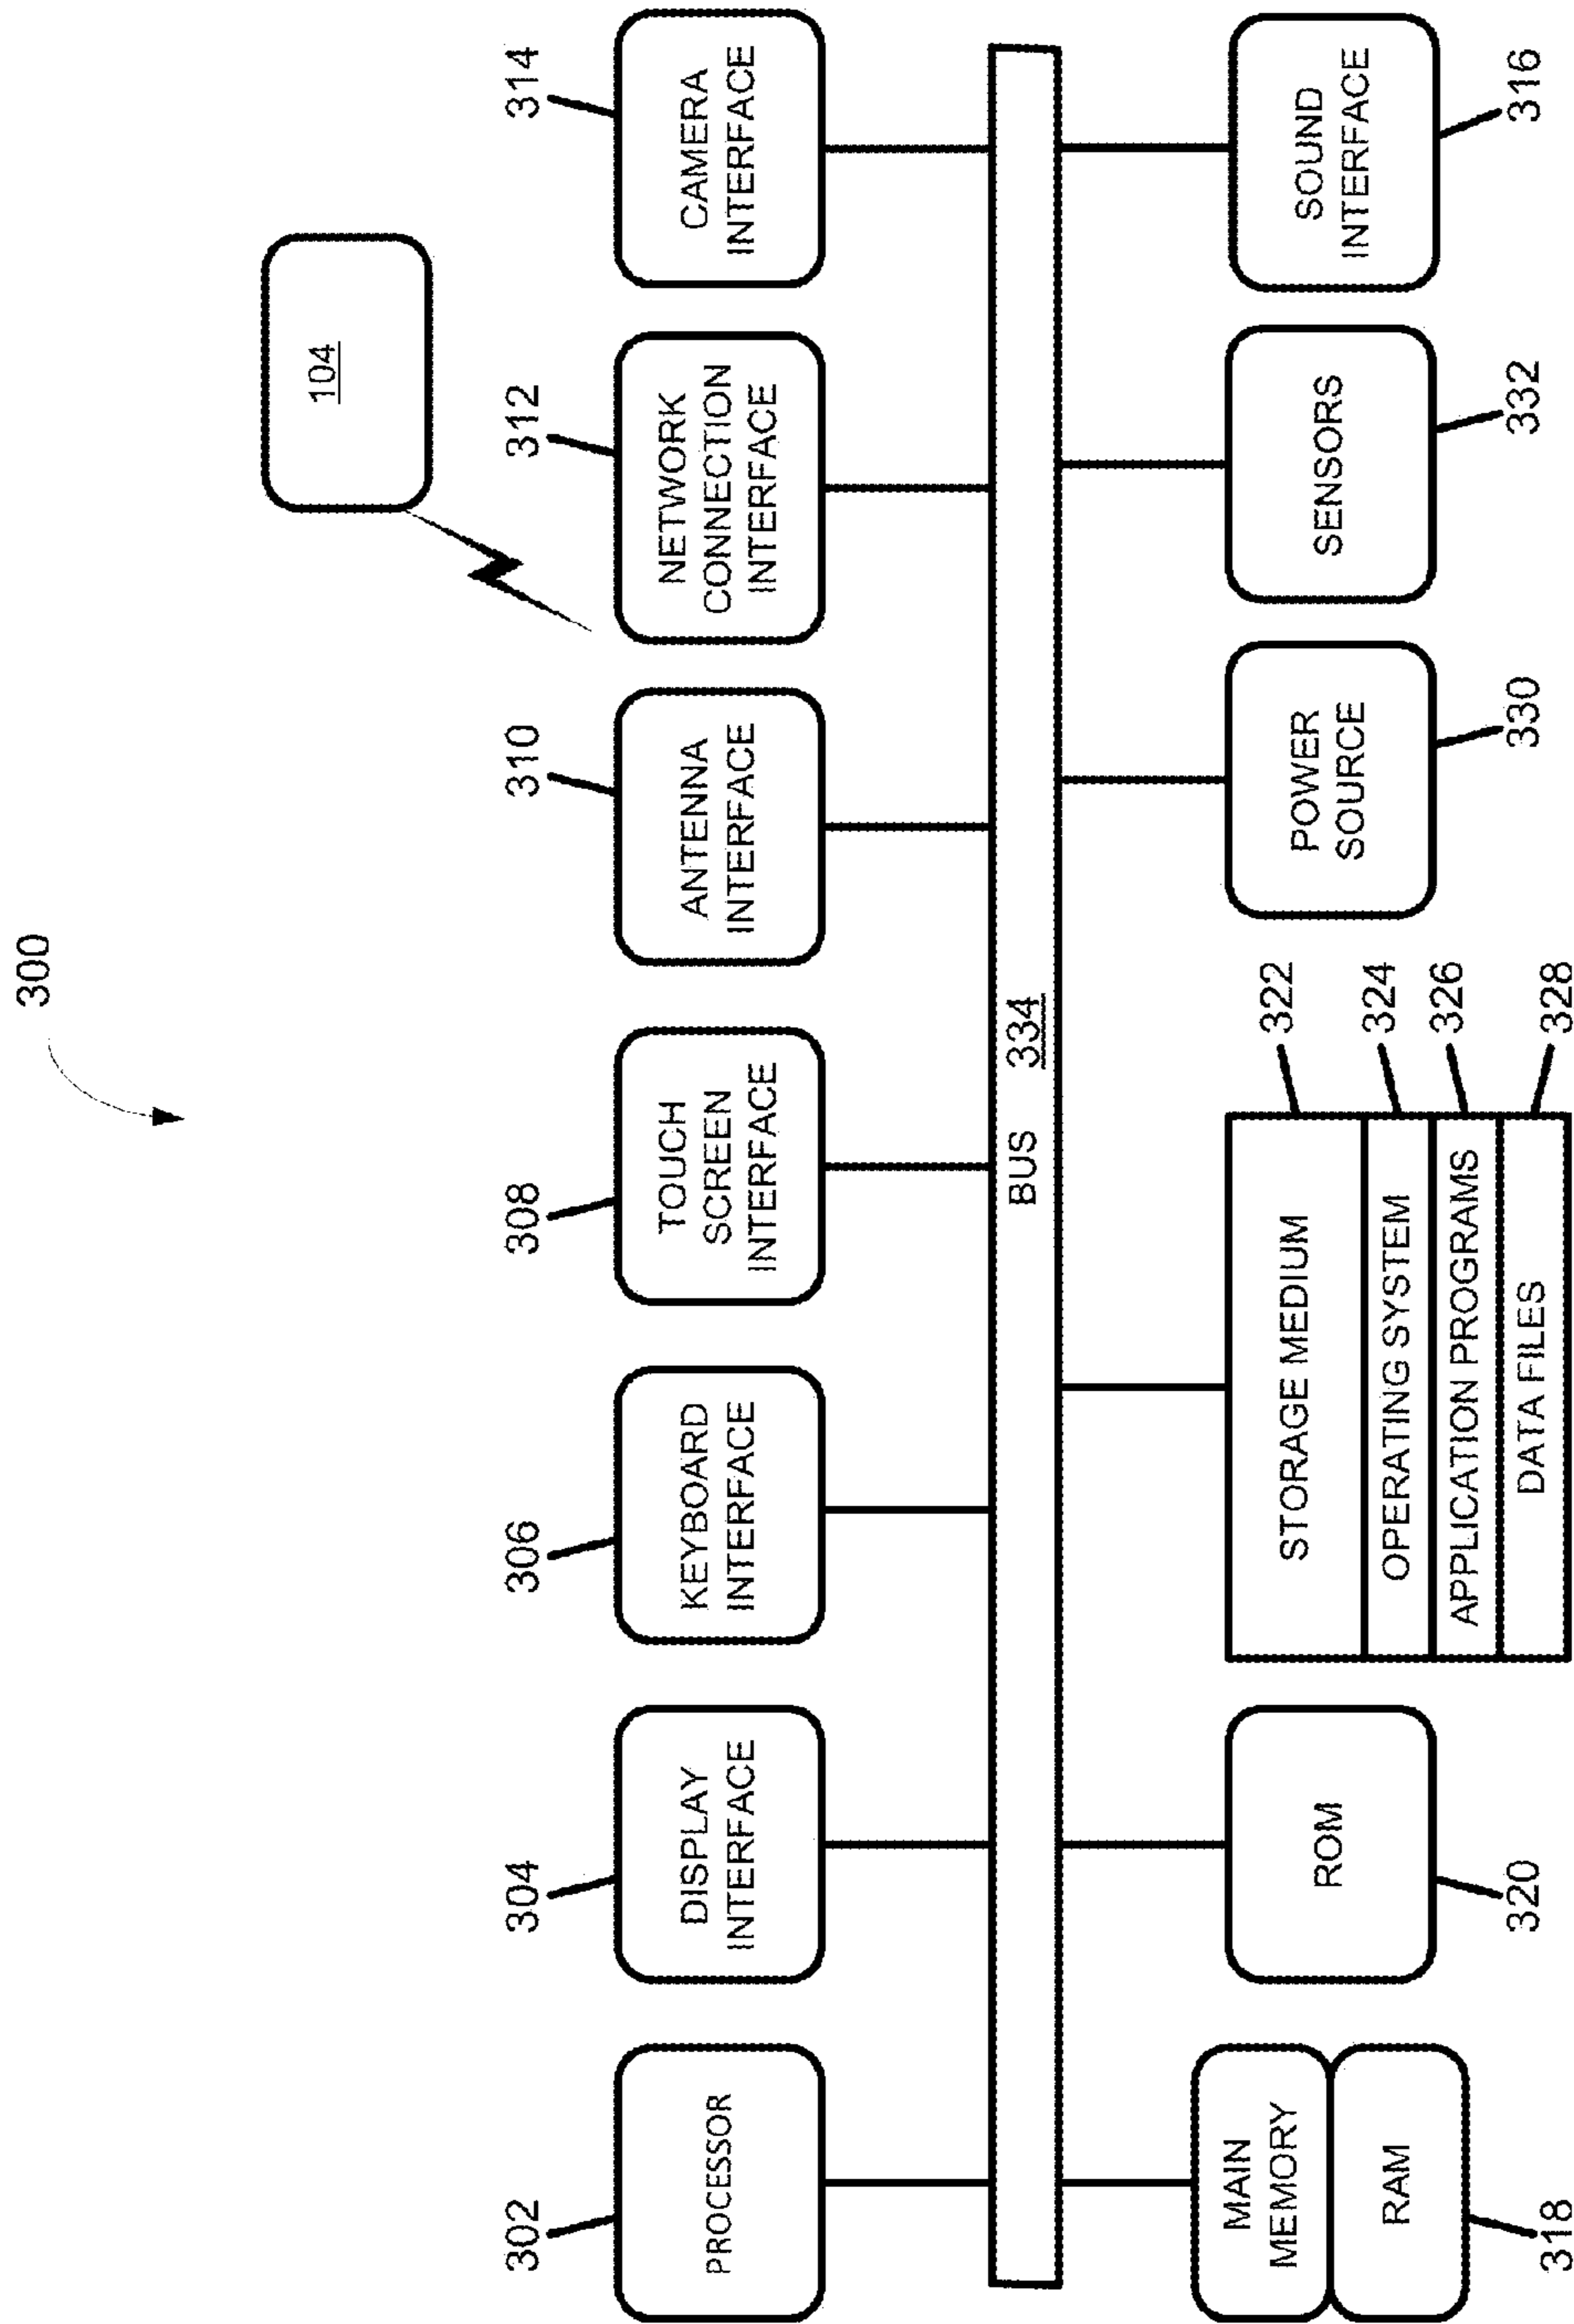 300
104
302
304
306
308
310
312
314
PROCESSOR
DISPLAY
INTERFACE
KEYBOARD
INTERFACE
TOUCH
SCREEN
INTERFACE
ANTENNA
INTERFACE
NETWORK
CONNECTION
INTERFACE
CAMERA
INTERFACE
BUS 334
MAIN
MEMORY
RAM
318
ROM
320
STORAGE MEDIUM
322
OPERATING SYSTEM
324
APPLICATION PROGRAMS
326
DATA FILES
328
POWER
SOURCE
330
SENSORS
332
SOUND
INTERFACE
316